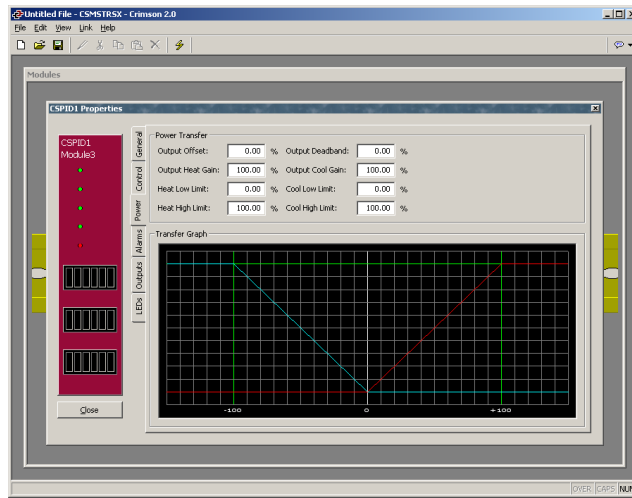 Untitled File - CSMSTRSX - Crimson 2.0
File Edit View Link Help
Modules
CSPID1 Properties
CSPID1
Module3
Close
General
Control
Power
Alarms
Outputs
LEDs
Power Transfer
Output Offset: 0.00 % Output Deadband: 0.00 %
Output Heat Gain: 100.00 % Output Cool Gain: 100.00 %
Heat Low Limit: 0.00 % Cool Low Limit: 0.00 %
Heat High Limit: 100.00 % Cool High Limit: 100.00 %
Transfer Graph
-100 0 +100
OVER CAPS NUM